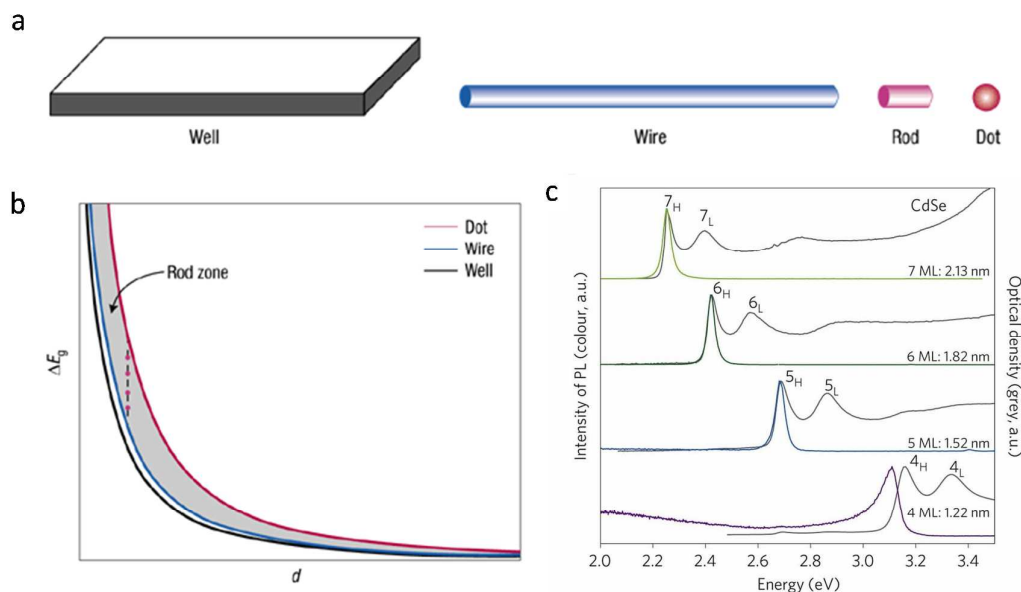 a
Well
Wire
Rod
Dot
b
Dot
Wire
Well
Rod zone
ΔEg
d
c
CdSe
7H
7L
7 ML: 2.13 nm
6H
6L
6 ML: 1.82 nm
5H
5L
5 ML: 1.52 nm
4H
4L
4 ML: 1.22 nm
Intensity of PL (colour, a.u.)
Optical density (grey, a.u.)
2.0 2.2 2.4 2.6 2.8 3.0 3.2 3.4
Energy (eV)